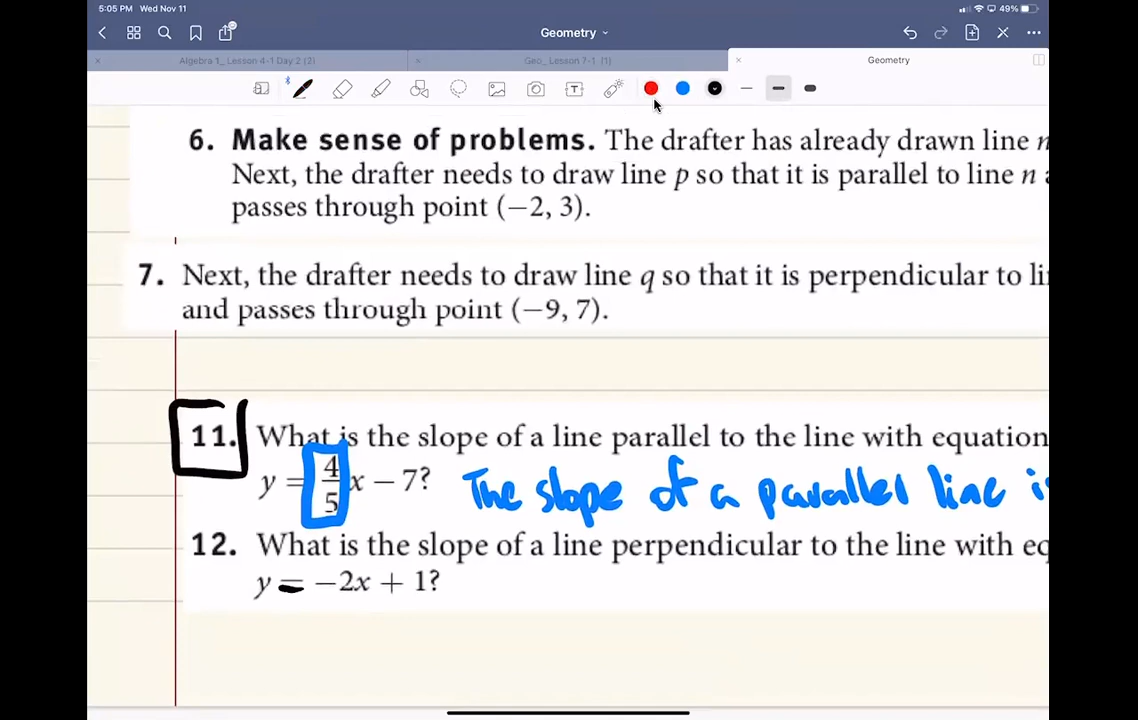 5:05 PM Wed Nov 11
49%
Geometry
Algebra 1_ Lesson 4-1 Day 2 (2)
Geo_ Lesson 7-1 (1)
Geometry
6. Make sense of problems. The drafter has already drawn line n
Next, the drafter needs to draw line p so that it is parallel to line n
passes through point (−2, 3).
7. Next, the drafter needs to draw line q so that it is perpendicular to li
and passes through point (−9, 7).
11. What is the slope of a line parallel to the line with equation
y = 4/5 x − 7? The slope of a parallel line is
12. What is the slope of a line perpendicular to the line with eq
y = −2x + 1?